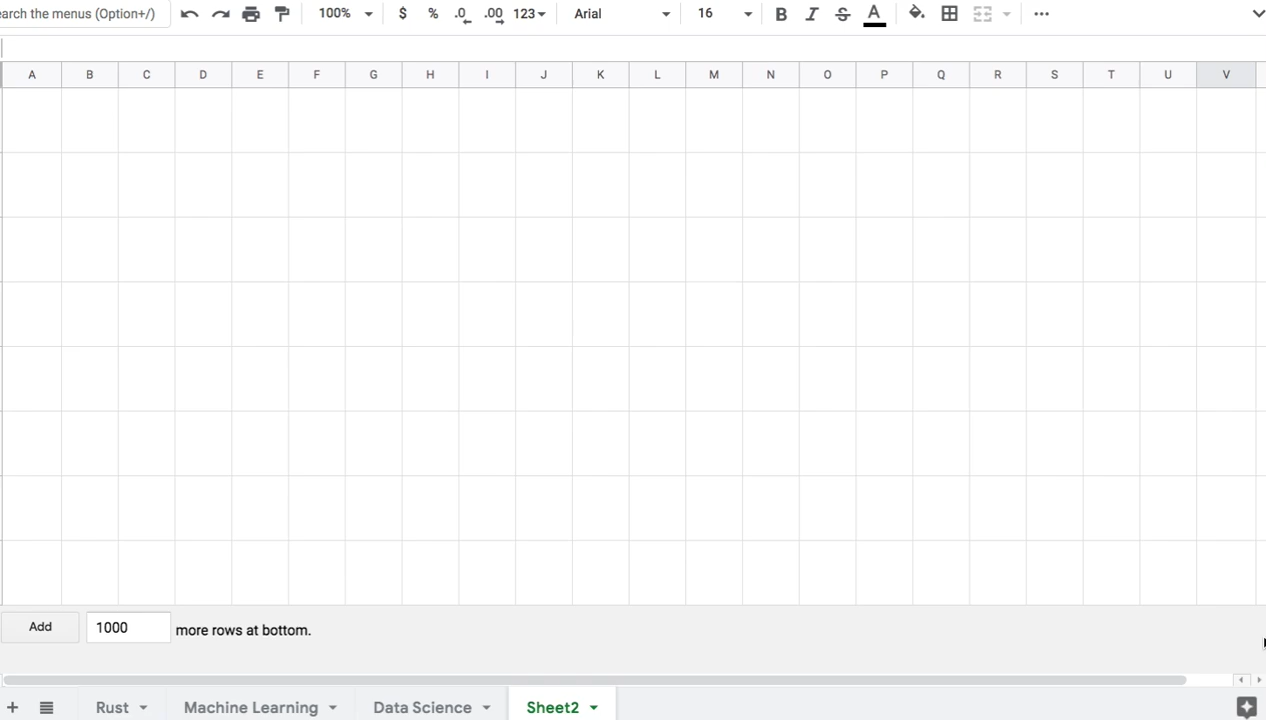 earch the menus (Option+/) 100% $ % .0 .00 123 Arial 16 B I S A
A B C D E F G H I J K L M N O P Q R S T U V
Add 1000 more rows at bottom.
Rust Machine Learning Data Science Sheet2